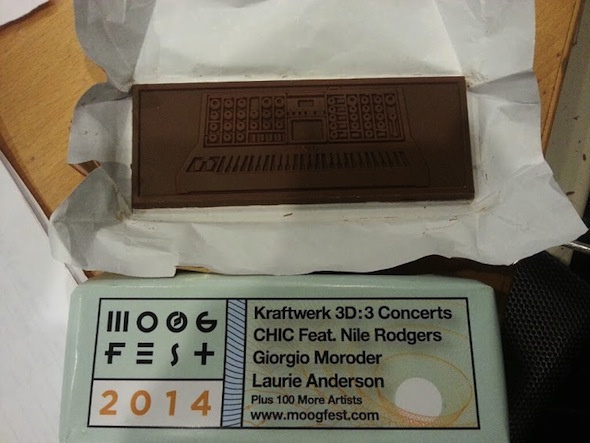 MOOG
FEST
2014
Kraftwerk 3D: 3 Concerts
CHIC Feat. Nile Rodgers
Giorgio Moroder
Laurie Anderson
Plus 100 More Artists
www.moogfest.com